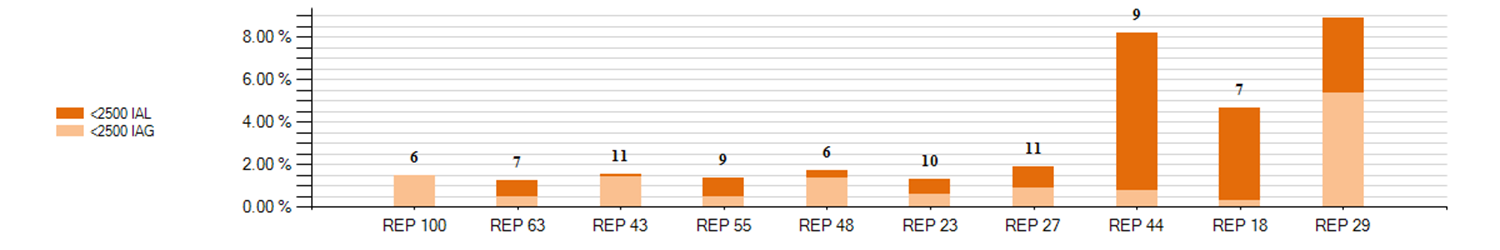 9
8.00 %
7
6.00 %
<2500 IAL
4.00 %
<2500 IAG
6 7 11 9 6 10 11
2.00 %
0.00 %
REP 100 REP 63 REP 43 REP 55 REP 48 REP 23 REP 27 REP 44 REP 18 REP 29